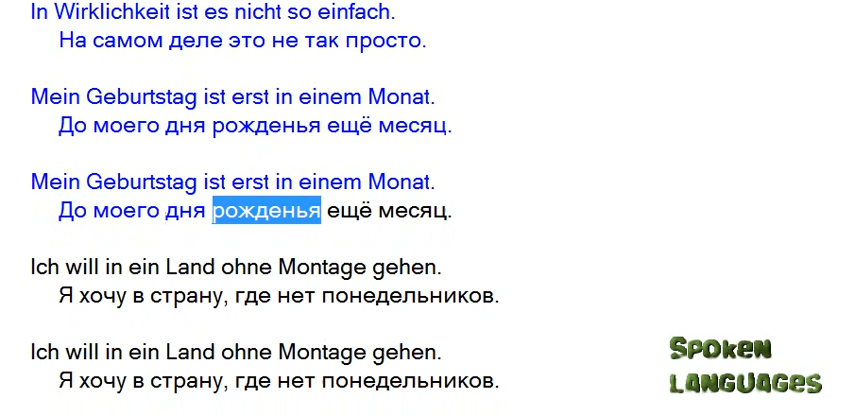 In Wirklichkeit ist es nicht so einfach.
На самом деле это не так просто.
Mein Geburtstag ist erst in einem Monat.
До моего дня рожденья ещё месяц.
Mein Geburtstag ist erst in einem Monat.
До моего дня рожденья ещё месяц.
Ich will in ein Land ohne Montage gehen.
Я хочу в страну, где нет понедельников.
Ich will in ein Land ohne Montage gehen.
Я хочу в страну, где нет понедельников.
SPOKEN
LANGUAGES